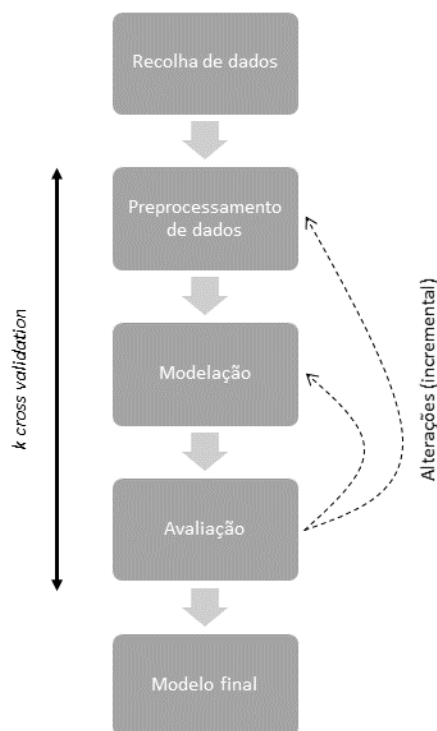 Recolha de dados
Preprocessamento
de dados
Modelação
Avaliação
Modelo final
k cross validation
Alterações (incremental)